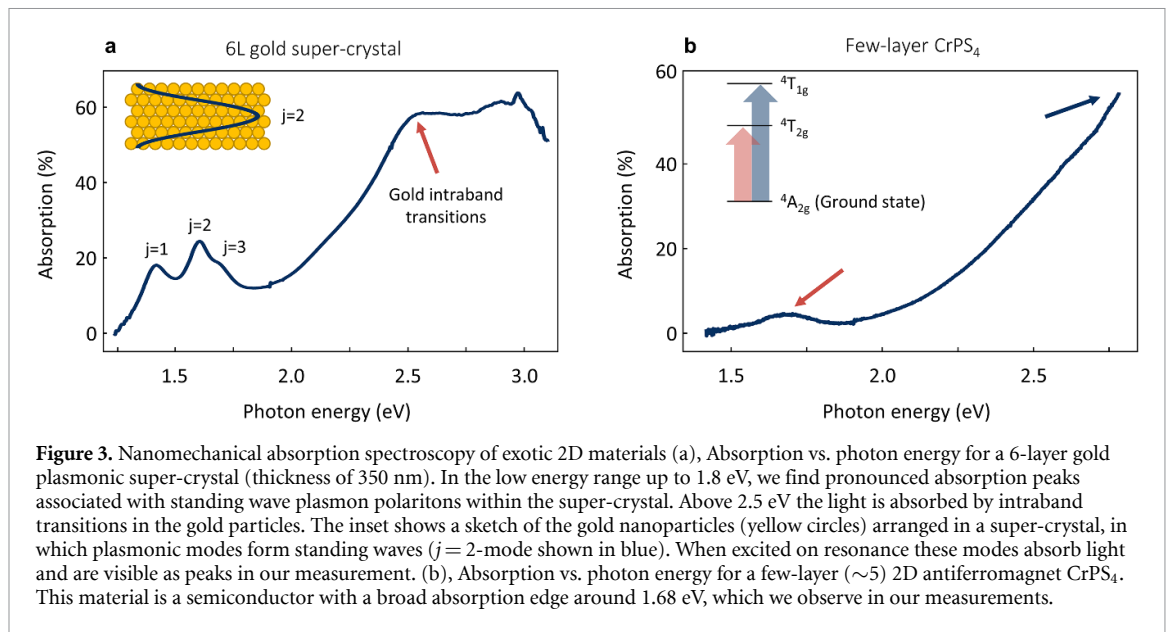 a
6L gold super-crystal
60
40
20
0
Absorption (%)
j=2
j=1
j=2
j=3
Gold intraband
transitions
1.5
2.0
2.5
3.0
Photon energy (eV)
b
Few-layer CrPS₄
60
40
20
0
Absorption (%)
⁴T₁g
⁴T₂g
⁴A₂g (Ground state)
1.5
2.0
2.5
Photon energy (eV)
Figure 3. Nanomechanical absorption spectroscopy of exotic 2D materials (a), Absorption vs. photon energy for a 6-layer gold
plasmonic super-crystal (thickness of 350 nm). In the low energy range up to 1.8 eV, we find pronounced absorption peaks
associated with standing wave plasmon polaritons within the super-crystal. Above 2.5 eV the light is absorbed by intraband
transitions in the gold particles. The inset shows a sketch of the gold nanoparticles (yellow circles) arranged in a super-crystal, in
which plasmonic modes form standing waves (j = 2-mode shown in blue). When excited on resonance these modes absorb light
and are visible as peaks in our measurement. (b), Absorption vs. photon energy for a few-layer (∼5) 2D antiferromagnet CrPS₄.
This material is a semiconductor with a broad absorption edge around 1.68 eV, which we observe in our measurements.